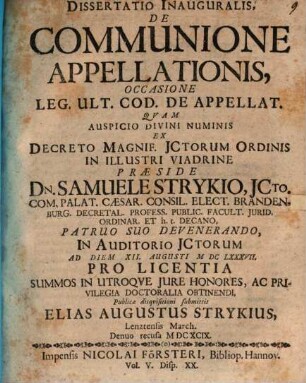 9
DISSERTATIO INAUGURALIS,
DE
COMMUNIONE
APPELLATIONIS,
OCCASIONE
LEG. ULT. COD. DE APPELLAT.
QVAM
AUSPICIO DIVINI NUMINIS
EX
DECRETO MAGNIF. JCTORUM ORDINIS
IN ILLUSTRI VIADRINE
PRÆSIDE
DN. SAMUELE STRYKIO, JCTO.
COM. PALAT. CÆSAR. CONSIL. ELECT. BRANDEN.
BURG. DECRETAL. PROFESS. PUBLIC. FACULT. JURID.
ORDINAR. ET h. t. DECANO,
PATRUO SUO DEVENERANDO,
IN AUDITORIO JCTORUM
AD DIEM XII. AUGUSTI M DC LXXXVII.
PRO LICENTIA
SUMMOS IN UTROQVE JURE HONORES, AC PRI-
VILEGIA DOCTORALIA OBTINENDI,
Publicæ disquisitioni submittit
ELIAS AUGUSTUS STRYKIUS,
Lenzensis March.
Denuo recusa MDCXCIX.
Impensis NICOLAI FÖRSTERI, Bibliop. Hannov.
Vol. V. Disp. XX.